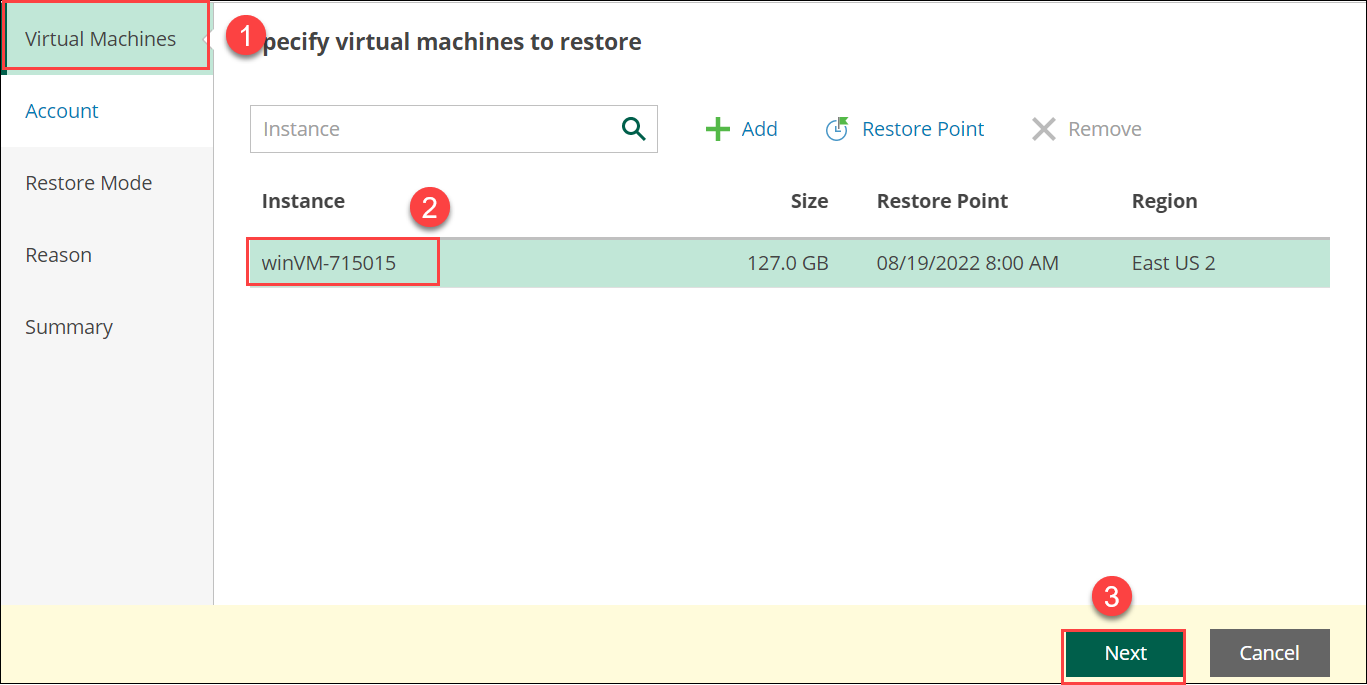 Virtual Machines
1
pecify virtual machines to restore
Account
Instance
Add
Restore Point
Remove
Restore Mode
Instance
2
Size
Restore Point
Region
Reason
winVM-715015
127.0 GB
08/19/2022 8:00 AM
East US 2
Summary
3
Next
Cancel